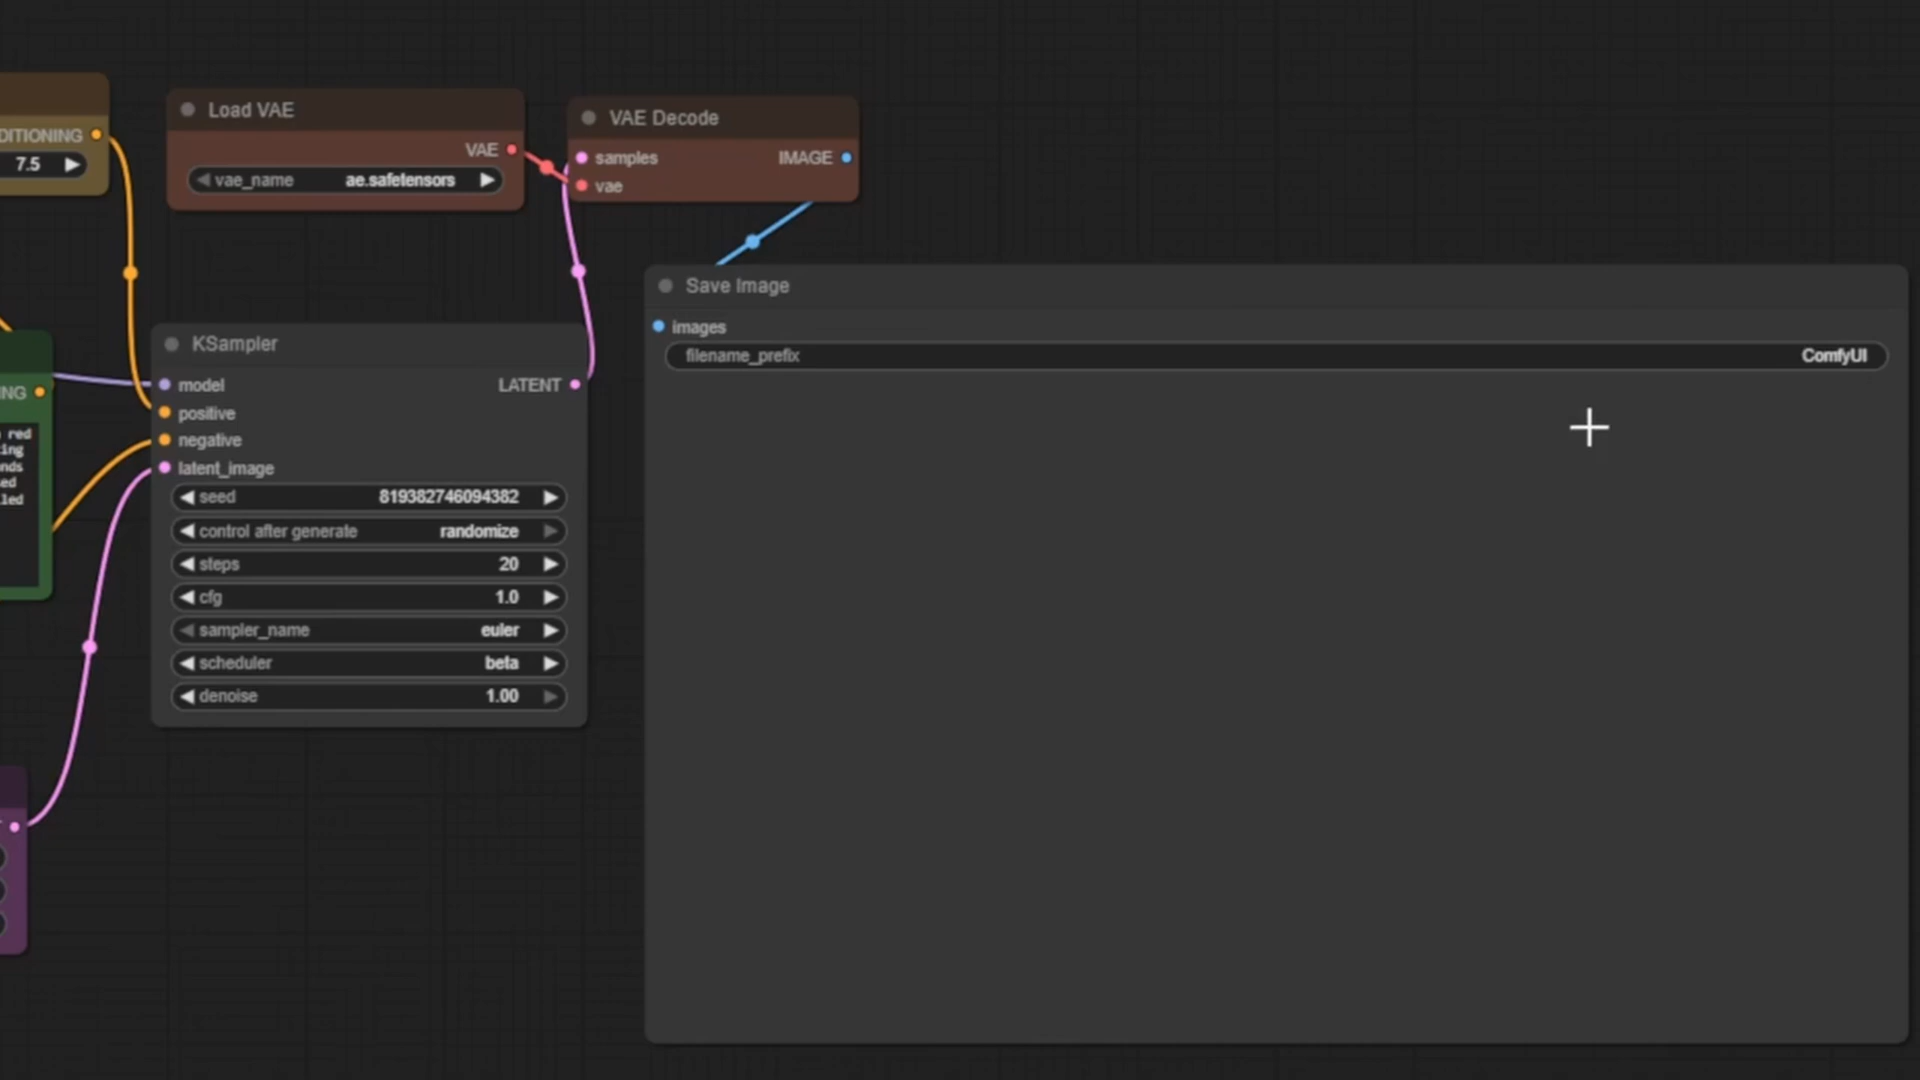 DITIONING
7.5
Load VAE
VAE
vae_name ae.safetensors
VAE Decode
samples IMAGE
vae
Save Image
images
filename_prefix ComfyUI
KSampler
model LATENT
positive
negative
latent_image
seed 819382746094382
control after generate randomize
steps 20
cfg 1.0
sampler_name euler
scheduler beta
denoise 1.00
NG
red
ing
nds
ed
led